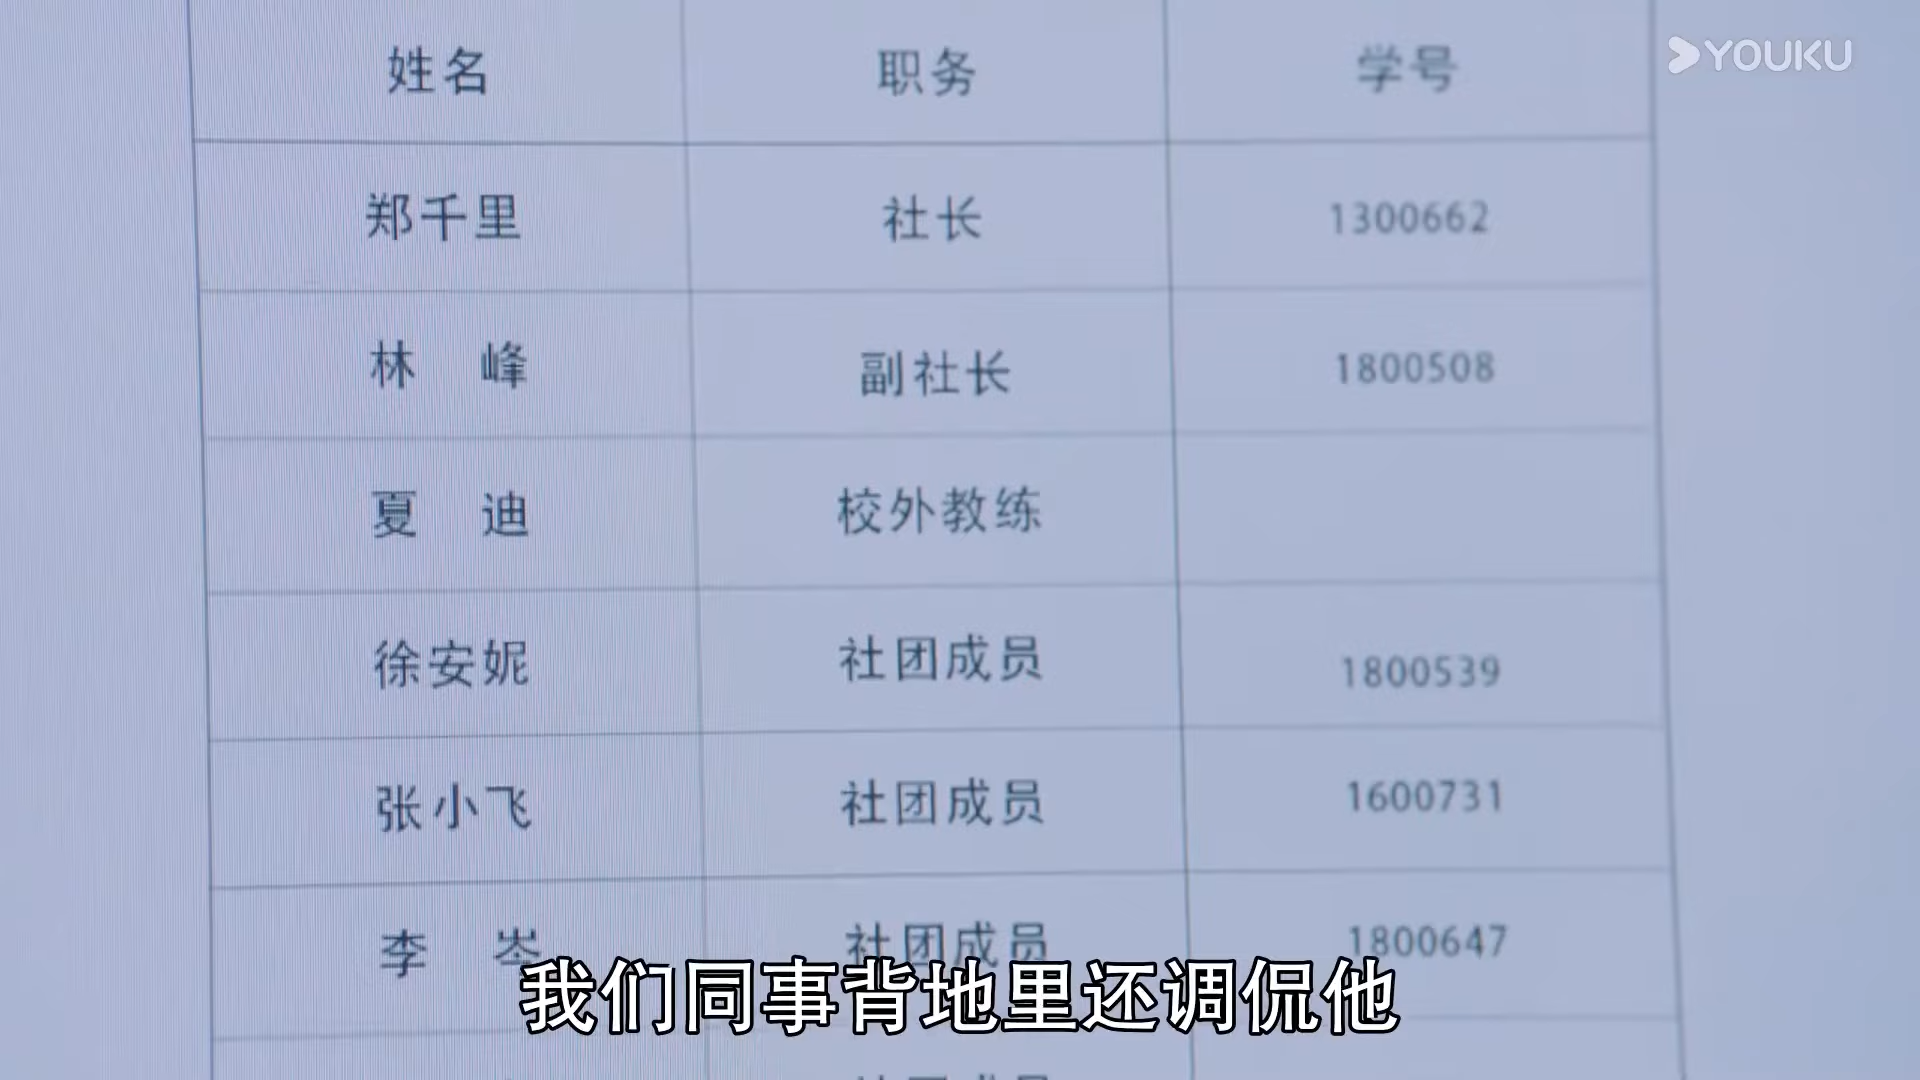 姓名 职务 学号
YOUKU
郑千里 社长 1300662
林 峰 副社长 1800508
夏 迪 校外教练
徐安妮 社团成员 1800539
张小飞 社团成员 1600731
李 岑 社团成员 1800647
我们同事背地里还调侃他